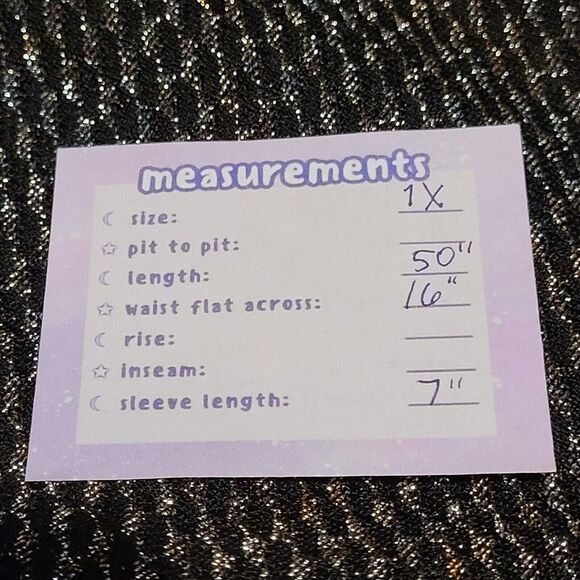 measurements
size: 1X
pit to pit:
length: 50"
waist flat across: 16"
rise:
inseam:
sleeve length: 7"